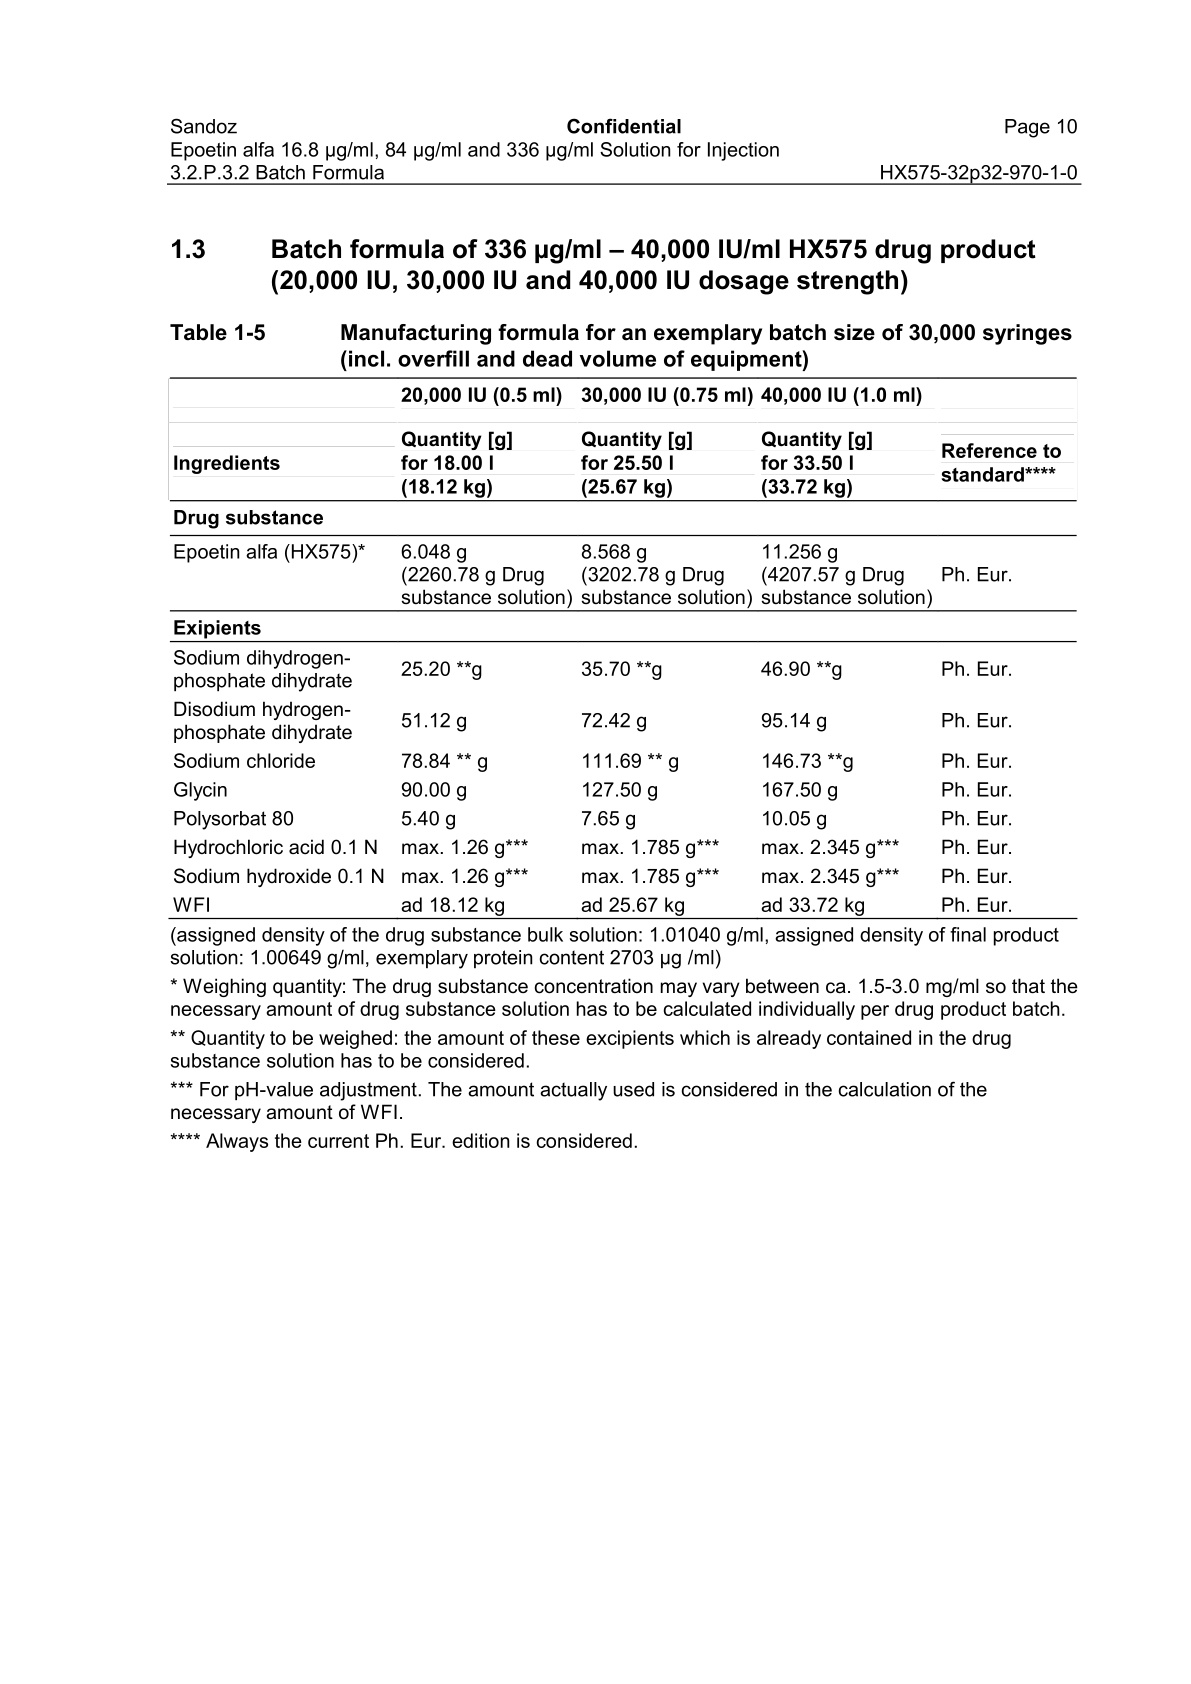 Sandoz Confidential Page 10
Epoetin alfa 16.8 µg/ml, 84 µg/ml and 336 µg/ml Solution for Injection
3.2.P.3.2 Batch Formula HX575-32p32-970-1-0
1.3 Batch formula of 336 µg/ml – 40,000 IU/ml HX575 drug product
(20,000 IU, 30,000 IU and 40,000 IU dosage strength)
Table 1-5 Manufacturing formula for an exemplary batch size of 30,000 syringes
(incl. overfill and dead volume of equipment)
20,000 IU (0.5 ml) 30,000 IU (0.75 ml) 40,000 IU (1.0 ml)
Ingredients
Quantity [g]
for 18.00 l
(18.12 kg)
Quantity [g]
for 25.50 l
(25.67 kg)
Quantity [g]
for 33.50 l
(33.72 kg)
Reference to
standard****
Drug substance
Epoetin alfa (HX575)*
6.048 g
(2260.78 g Drug
substance solution)
8.568 g
(3202.78 g Drug
substance solution)
11.256 g
(4207.57 g Drug
substance solution)
Ph. Eur.
Exipients
Sodium dihydrogen-
phosphate dihydrate
25.20 **g 35.70 **g 46.90 **g Ph. Eur.
Disodium hydrogen-
phosphate dihydrate
51.12 g 72.42 g 95.14 g Ph. Eur.
Sodium chloride 78.84 ** g 111.69 ** g 146.73 **g Ph. Eur.
Glycin 90.00 g 127.50 g 167.50 g Ph. Eur.
Polysorbat 80 5.40 g 7.65 g 10.05 g Ph. Eur.
Hydrochloric acid 0.1 N max. 1.26 g*** max. 1.785 g*** max. 2.345 g*** Ph. Eur.
Sodium hydroxide 0.1 N max. 1.26 g*** max. 1.785 g*** max. 2.345 g*** Ph. Eur.
WFI ad 18.12 kg ad 25.67 kg ad 33.72 kg Ph. Eur.
(assigned density of the drug substance bulk solution: 1.01040 g/ml, assigned density of final product
solution: 1.00649 g/ml, exemplary protein content 2703 µg /ml)
* Weighing quantity: The drug substance concentration may vary between ca. 1.5-3.0 mg/ml so that the
necessary amount of drug substance solution has to be calculated individually per drug product batch.
** Quantity to be weighed: the amount of these excipients which is already contained in the drug
substance solution has to be considered.
*** For pH-value adjustment. The amount actually used is considered in the calculation of the
necessary amount of WFI.
**** Always the current Ph. Eur. edition is considered.